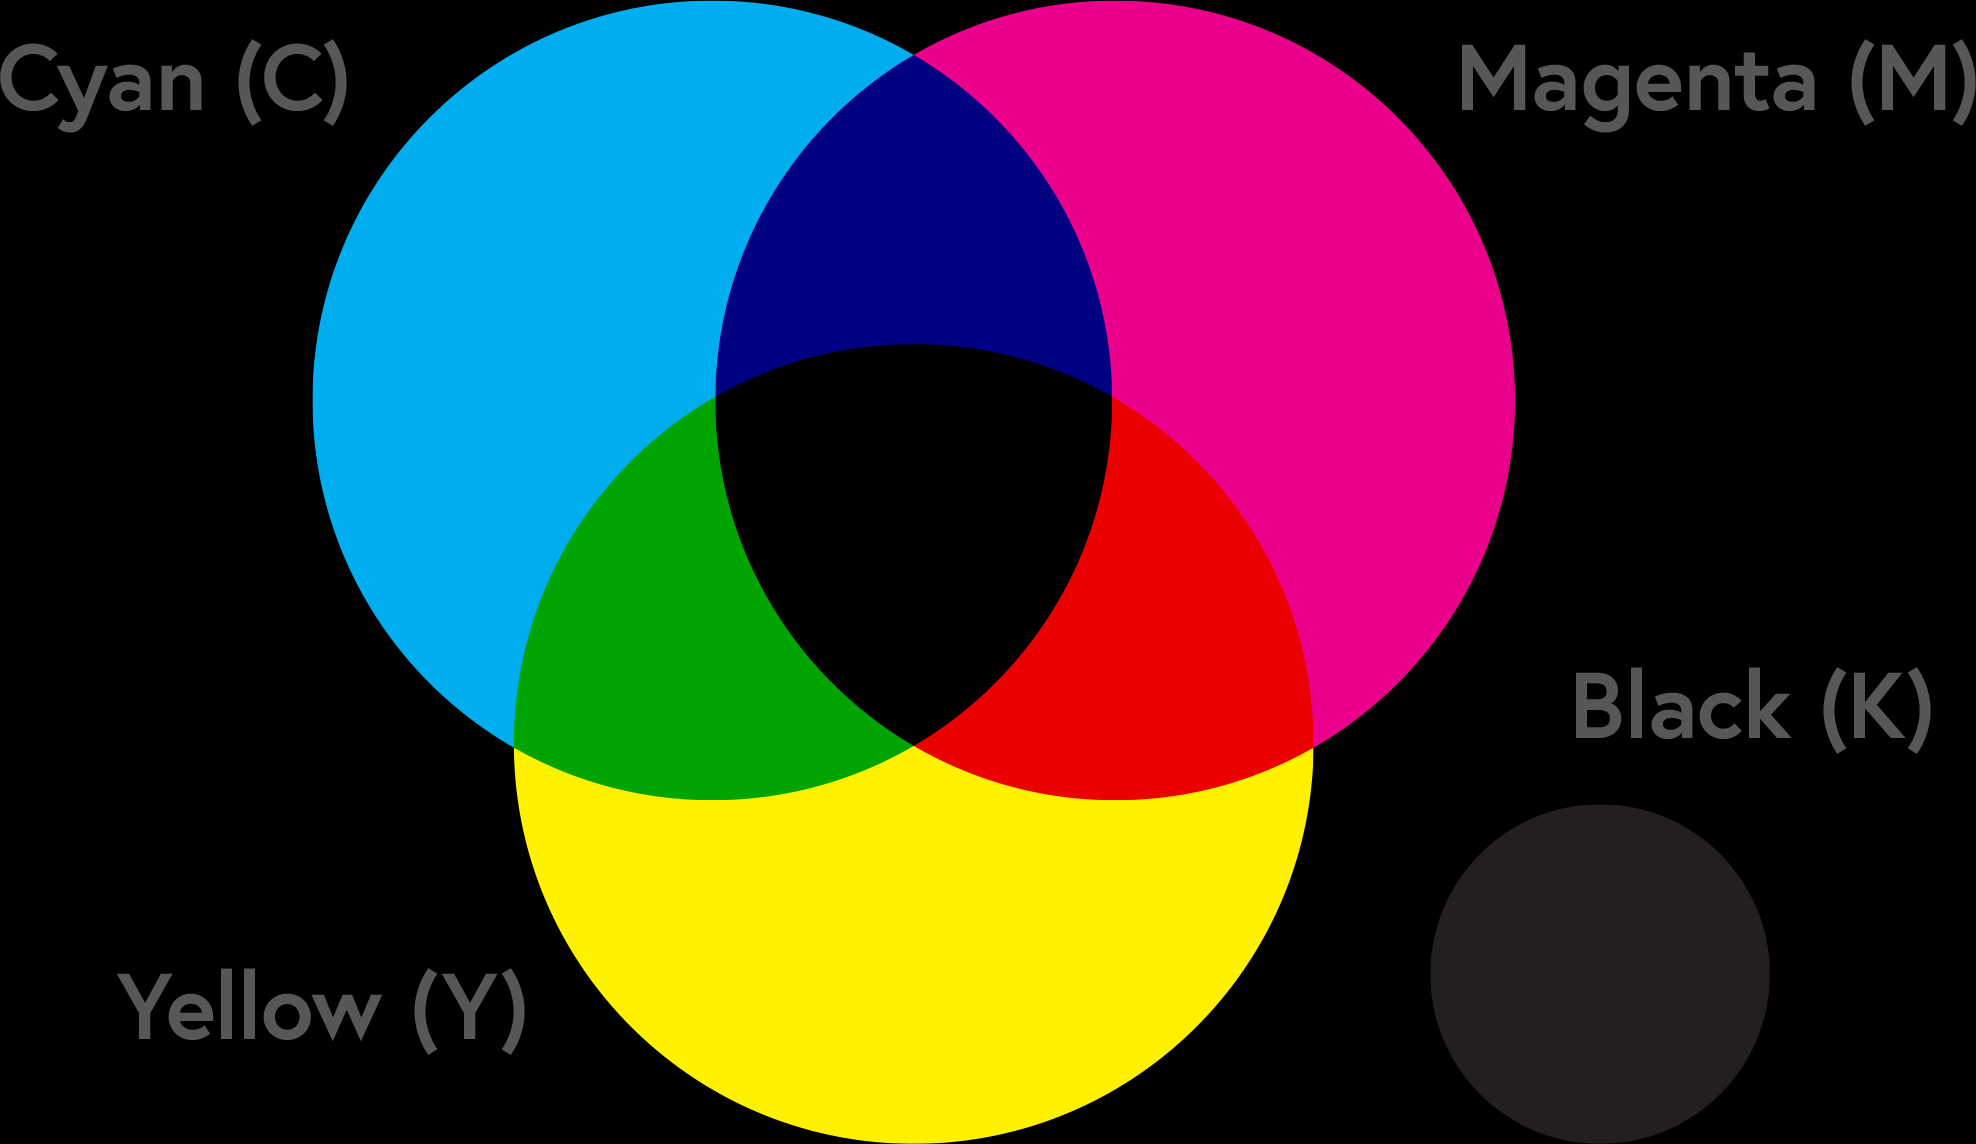 Cyan (C)
Magenta (M)
Black (K)
Yellow (Y)